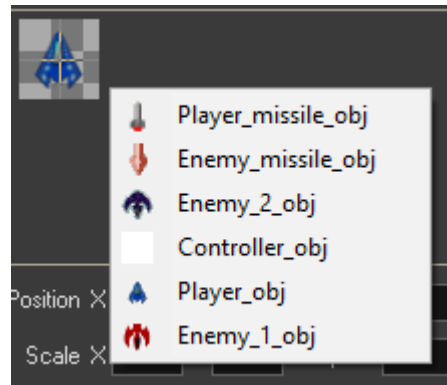 Player_missile_obj
Enemy_missile_obj
Enemy_2_obj
Controller_obj
Player_obj
Enemy_1_obj
Position X
Scale X